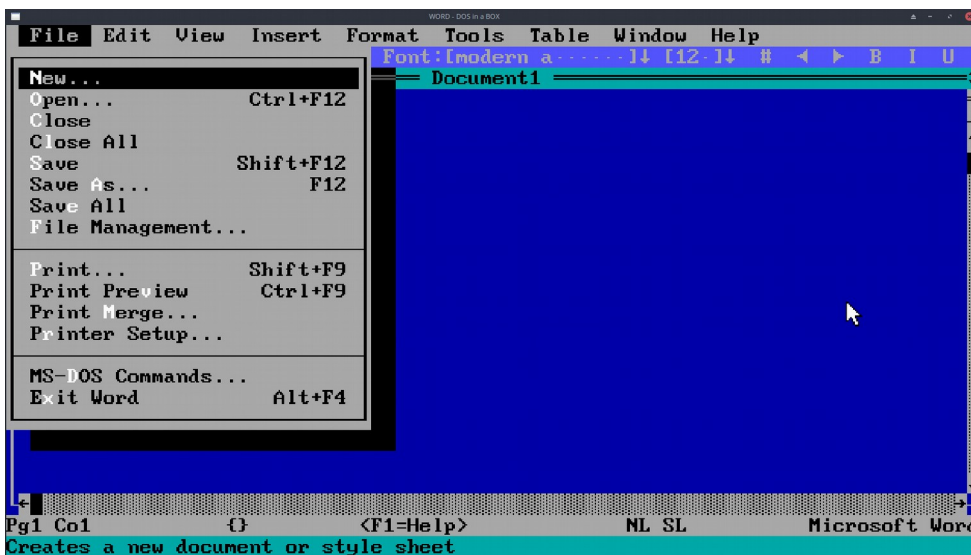 WORD - DOS in a BOX
File Edit View Insert Format Tools Table Window Help
Font:[modern a······]↓ [12·]↓ # ◄ ► B I U
New...
Document1
Open... Ctrl+F12
Close
Close All
Save Shift+F12
Save As... F12
Save All
File Management...
Print... Shift+F9
Print Preview Ctrl+F9
Print Merge...
Printer Setup...
MS-DOS Commands...
Exit Word Alt+F4
Pg1 Co1 {} <F1=Help> NL SL Microsoft Word
Creates a new document or style sheet